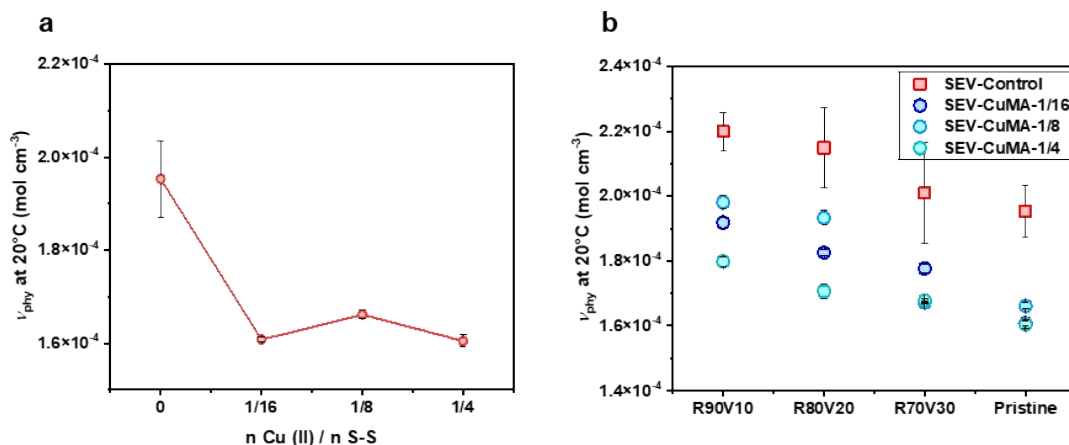 a
2.2×10⁻⁴
2.0×10⁻⁴
1.8×10⁻⁴
1.6×10⁻⁴
νphy at 20°C (mol cm⁻³)
0
1/16
1/8
1/4
n Cu (II) / n S-S
b
2.4×10⁻⁴
2.2×10⁻⁴
2.0×10⁻⁴
1.8×10⁻⁴
1.6×10⁻⁴
1.4×10⁻⁴
νphy at 20°C (mol cm⁻³)
SEV-Control
SEV-CuMA-1/16
SEV-CuMA-1/8
SEV-CuMA-1/4
R90V10
R80V20
R70V30
Pristine